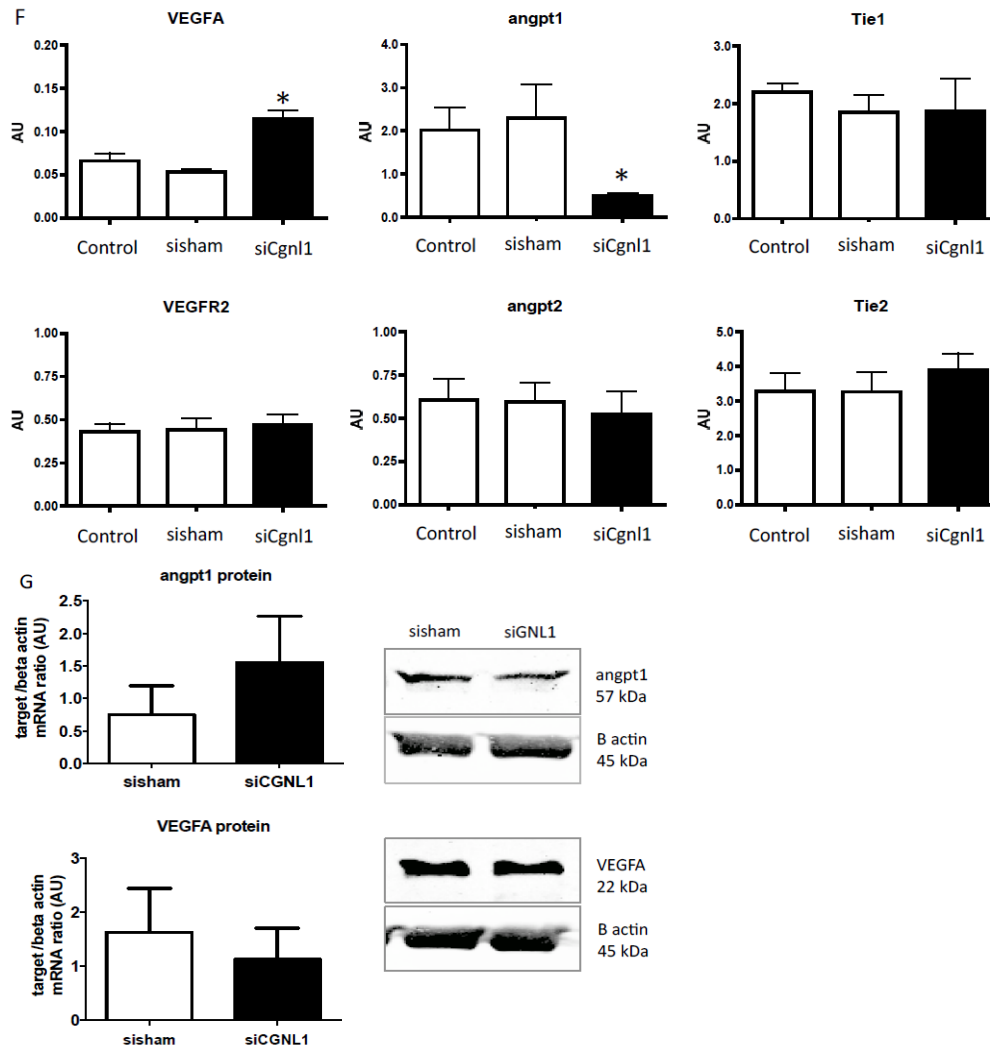 F
VEGFA
AU
0.20
0.15
0.10
0.05
0.00
*
Control sisham siCgnl1
angpt1
AU
4.0
3.0
2.0
1.0
0.0
*
Control sisham siCgnl1
Tie1
AU
3.0
2.0
1.0
0.0
Control sisham siCgnl1
VEGFR2
AU
1.00
0.75
0.50
0.25
0.00
Control sisham siCgnl1
angpt2
AU
1.00
0.75
0.50
0.25
0.00
Control sisham siCgnl1
Tie2
AU
5.0
4.0
3.0
2.0
1.0
0.0
Control sisham siCgnl1
G
angpt1 protein
target /beta actin
mRNA ratio (AU)
2.5
2.0
1.5
1.0
0.5
0.0
sisham siCGNL1
sisham siGNL1
angpt1
57 kDa
B actin
45 kDa
VEGFA protein
target /beta actin
mRNA ratio (AU)
3
2
1
0
sisham siCGNL1
VEGFA
22 kDa
B actin
45 kDa